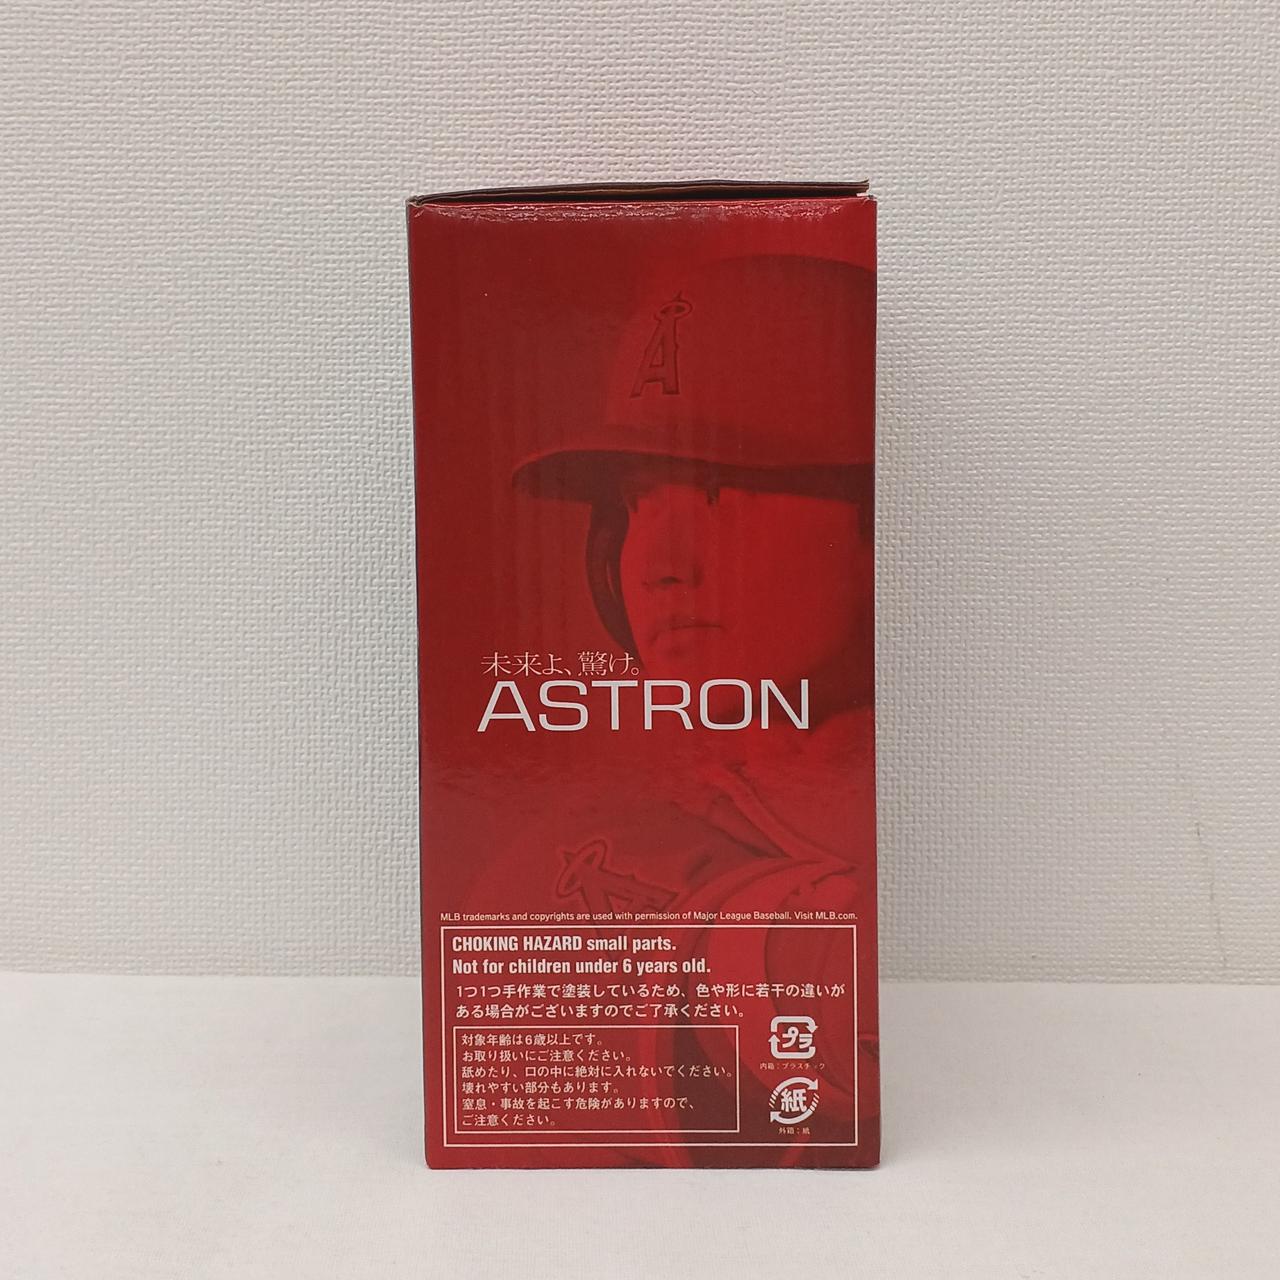 A
未来よ、驚け。
ASTRON
A
MLB trademarks and copyrights are used with permission of Major League Baseball. Visit MLB.com.
CHOKING HAZARD small parts.
Not for children under 6 years old.
1つ1つ手作業で塗装しているため、色や形に若干の違いが
ある場合がございますのでご了承ください。
対象年齢は6歳以上です。
お取り扱いにご注意ください。
舐めたり、口の中に絶対に入れないでください。
壊れやすい部分もあります。
窒息・事故を起こす危険がありますので、
ご注意ください。
プラ
内箱：プラスチック
紙
外箱：紙